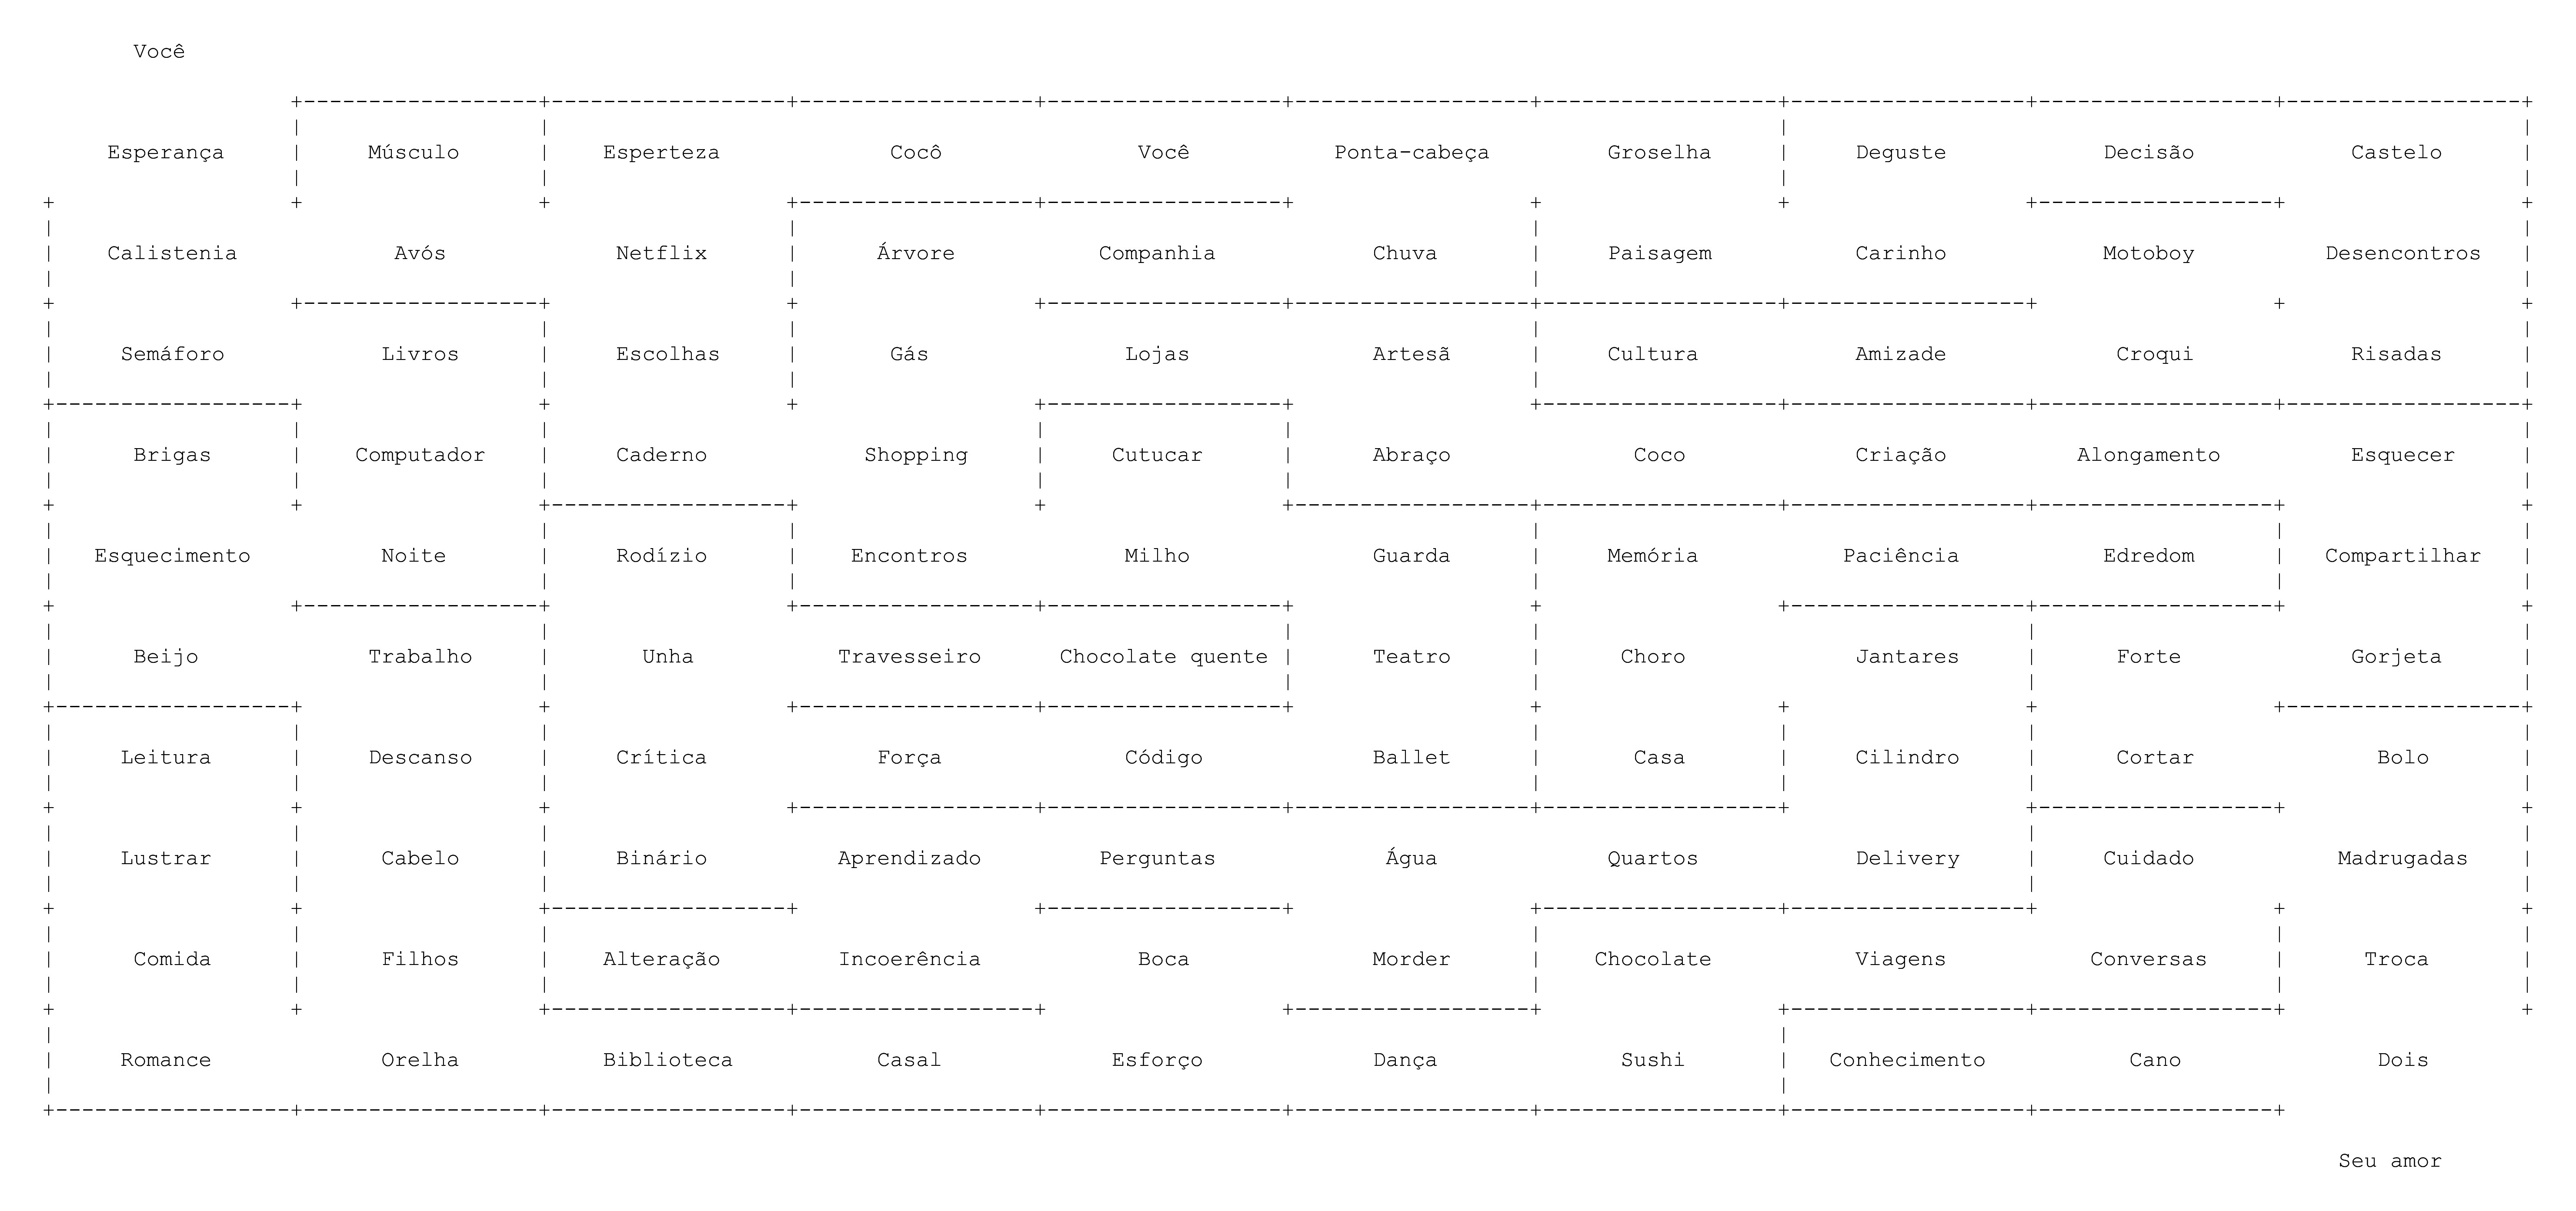 Você
Esperança Músculo Esperteza Cocô Você Ponta-cabeça Groselha Deguste Decisão Castelo
Calistenia Avós Netflix Árvore Companhia Chuva Paisagem Carinho Motoboy Desencontros
Semáforo Livros Escolhas Gás Lojas Artesã Cultura Amizade Croqui Risadas
Brigas Computador Caderno Shopping Cutucar Abraço Coco Criação Alongamento Esquecer
Esquecimento Noite Rodízio Encontros Milho Guarda Memória Paciência Edredom Compartilhar
Beijo Trabalho Unha Travesseiro Chocolate quente Teatro Choro Jantares Forte Gorjeta
Leitura Descanso Crítica Força Código Ballet Casa Cilindro Cortar Bolo
Lustrar Cabelo Binário Aprendizado Perguntas Água Quartos Delivery Cuidado Madrugadas
Comida Filhos Alteração Incoerência Boca Morder Chocolate Viagens Conversas Troca
Romance Orelha Biblioteca Casal Esforço Dança Sushi Conhecimento Cano Dois
Seu amor